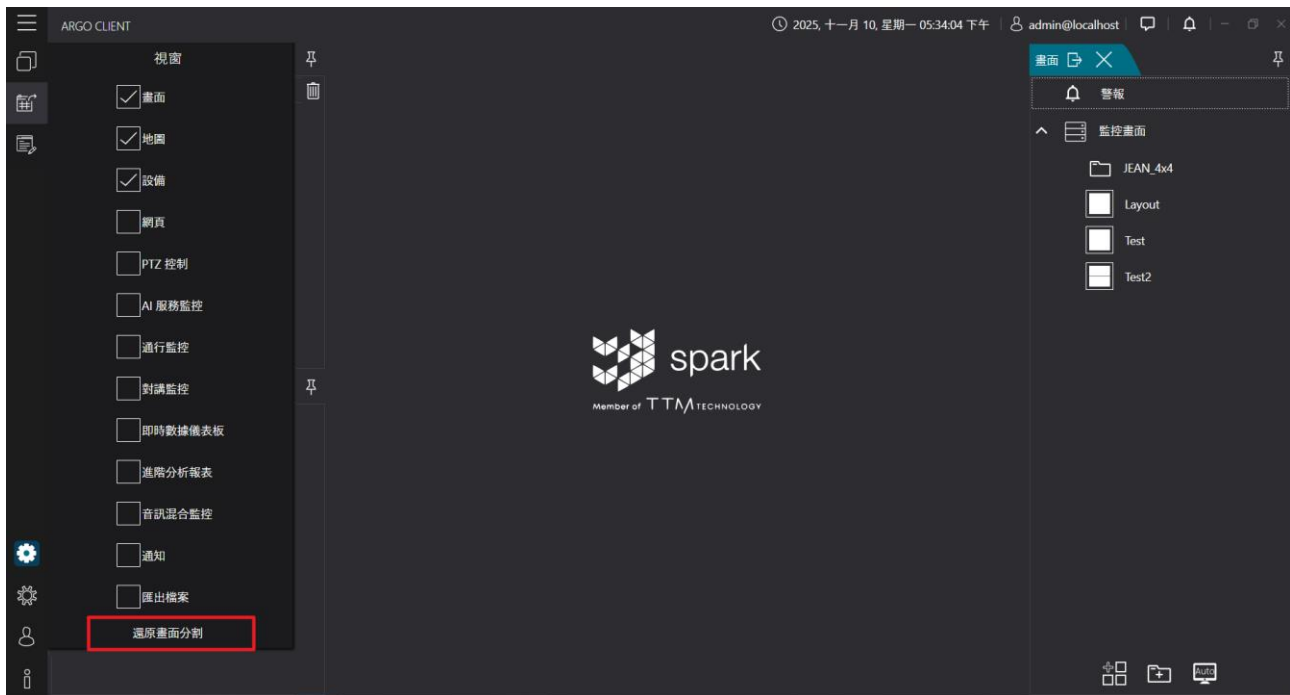 ARGO CLIENT
2025, 十一月 10, 星期一 05:34:04 下午
admin@localhost
視窗
畫面
地圖
設備
網頁
PTZ 控制
AI 服務監控
通行監控
對講監控
即時數據儀表板
進階分析報表
音訊混合監控
通知
匯出檔案
還原畫面分割
spark
Member of TTM TECHNOLOGY
畫面
警報
監控畫面
JEAN_4x4
Layout
Test
Test2
Auto